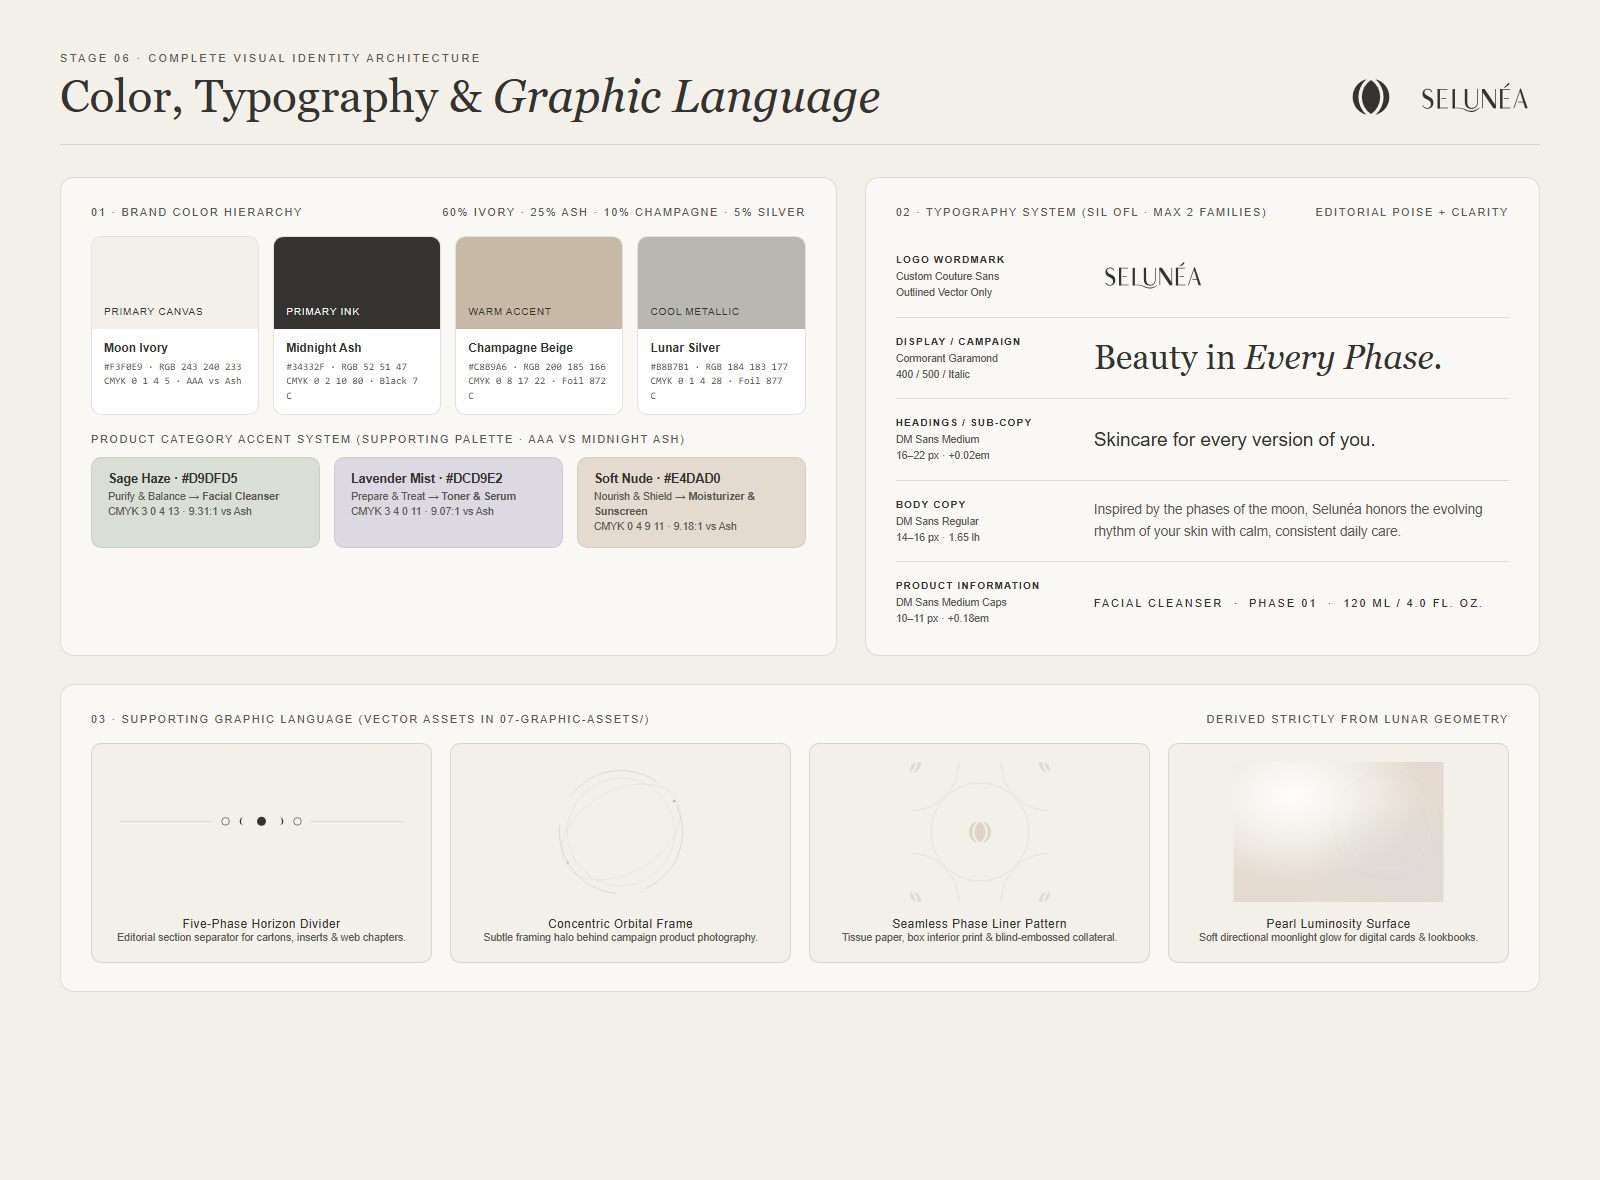 STAGE 06 · COMPLETE VISUAL IDENTITY ARCHITECTURE
Color, Typography & Graphic Language
SELUNÉA
01 · BRAND COLOR HIERARCHY
60% IVORY · 25% ASH · 10% CHAMPAGNE · 5% SILVER
PRIMARY CANVAS
Moon Ivory
#F3F0E9 · RGB 243 240 233
CMYK 0 1 4 5 · AAA vs Ash
PRIMARY INK
Midnight Ash
#34332F · RGB 52 51 47
CMYK 0 2 10 80 · Black 7
C
WARM ACCENT
Champagne Beige
#C8B9A6 · RGB 200 185 166
CMYK 0 8 17 22 · Foil 872
C
COOL METALLIC
Lunar Silver
#B8B7B1 · RGB 184 183 177
CMYK 0 1 4 28 · Foil 877
C
PRODUCT CATEGORY ACCENT SYSTEM (SUPPORTING PALETTE · AAA VS MIDNIGHT ASH)
Sage Haze · #D9DFD5
Purify & Balance → Facial Cleanser
CMYK 3 0 4 13 · 9.31:1 vs Ash
Lavender Mist · #DCD9E2
Prepare & Treat → Toner & Serum
CMYK 3 4 0 11 · 9.07:1 vs Ash
Soft Nude · #E4DAD0
Nourish & Shield → Moisturizer &
Sunscreen
CMYK 0 4 9 11 · 9.18:1 vs Ash
02 · TYPOGRAPHY SYSTEM (SIL OFL · MAX 2 FAMILIES)
EDITORIAL POISE + CLARITY
LOGO WORDMARK
Custom Couture Sans
Outlined Vector Only
SELUNÉA
DISPLAY / CAMPAIGN
Cormorant Garamond
400 / 500 / Italic
Beauty in Every Phase.
HEADINGS / SUB-COPY
DM Sans Medium
16–22 px · +0.02em
Skincare for every version of you.
BODY COPY
DM Sans Regular
14–16 px · 1.65 lh
Inspired by the phases of the moon, Selunéa honors the evolving
rhythm of your skin with calm, consistent daily care.
PRODUCT INFORMATION
DM Sans Medium Caps
10–11 px · +0.18em
FACIAL CLEANSER · PHASE 01 · 120 ML / 4.0 FL. OZ.
03 · SUPPORTING GRAPHIC LANGUAGE (VECTOR ASSETS IN 07-GRAPHIC-ASSETS/)
DERIVED STRICTLY FROM LUNAR GEOMETRY
Five-Phase Horizon Divider
Editorial section separator for cartons, inserts & web chapters.
Concentric Orbital Frame
Subtle framing halo behind campaign product photography.
Seamless Phase Liner Pattern
Tissue paper, box interior print & blind-embossed collateral.
Pearl Luminosity Surface
Soft directional moonlight glow for digital cards & lookbooks.